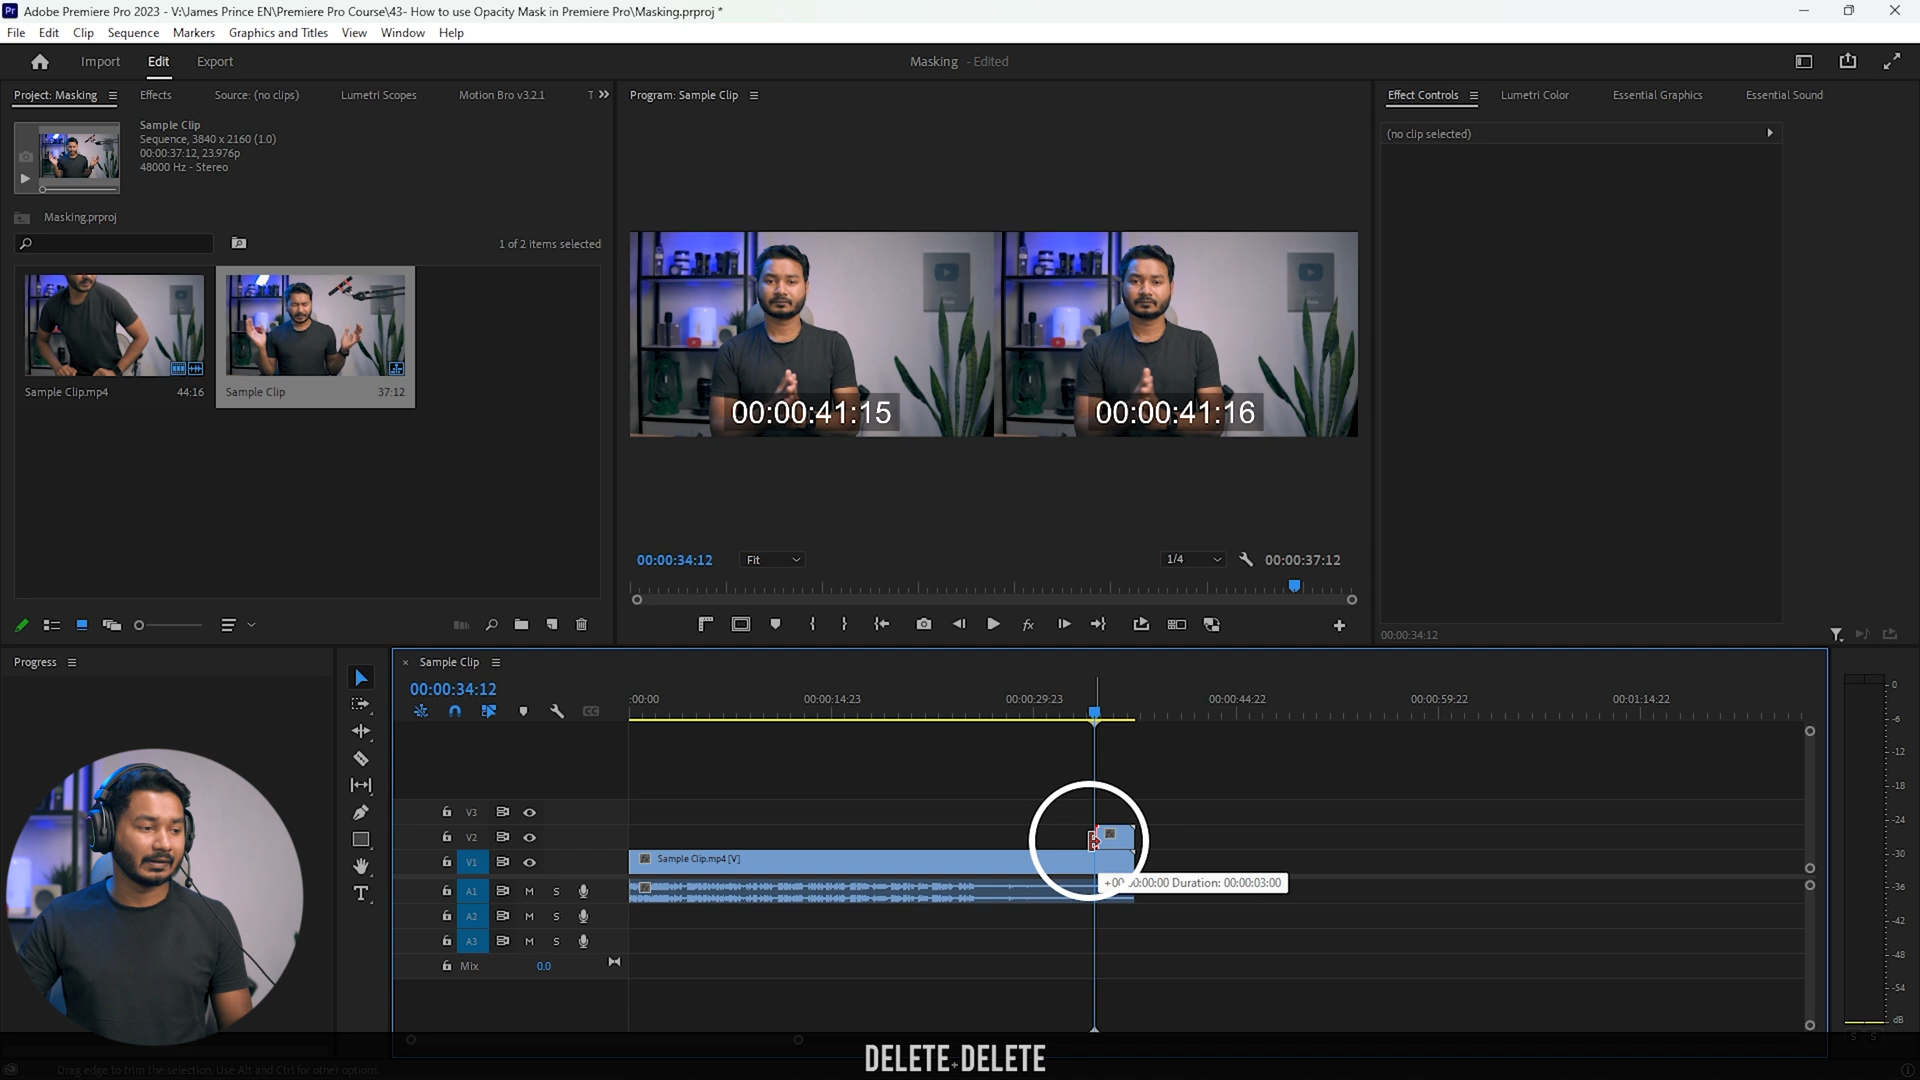 Adobe Premiere Pro 2023 - V:\James Prince EN\Premiere Pro Course\43- How to use Opacity Mask in Premiere Pro\Masking.prproj *
File Edit Clip Sequence Markers Graphics and Titles View Window Help
Import Edit Export
Masking - Edited
Project: Masking Effects Source: (no clips) Lumetri Scopes Motion Bro v3.2.1 T
Sample Clip
Sequence, 3840 x 2160 (1.0)
00:00:37:12, 23.976p
48000 Hz - Stereo
Masking.prproj
1 of 2 items selected
Sample Clip.mp4 44:16
Sample Clip 37:12
Program: Sample Clip
00:00:41:15
00:00:41:16
00:00:34:12 Fit 1/4 00:00:37:12
Effect Controls Lumetri Color Essential Graphics Essential Sound
(no clip selected)
00:00:34:12
Progress
Sample Clip
00:00:34:12
:00:00 00:00:14:23 00:00:29:23 00:00:44:22 00:00:59:22 00:01:14:22
V3
V2
V1
Sample Clip.mp4 [V]
A1 M S
A2 M S
A3 M S
Mix 0.0
Duration: 00:00:03:00
0
-6
-12
-24
-30
-36
-42
-48
-54
dB
S S
Drag edge to trim the selection. Use Alt and Ctrl for other options.
DELETE+DELETE